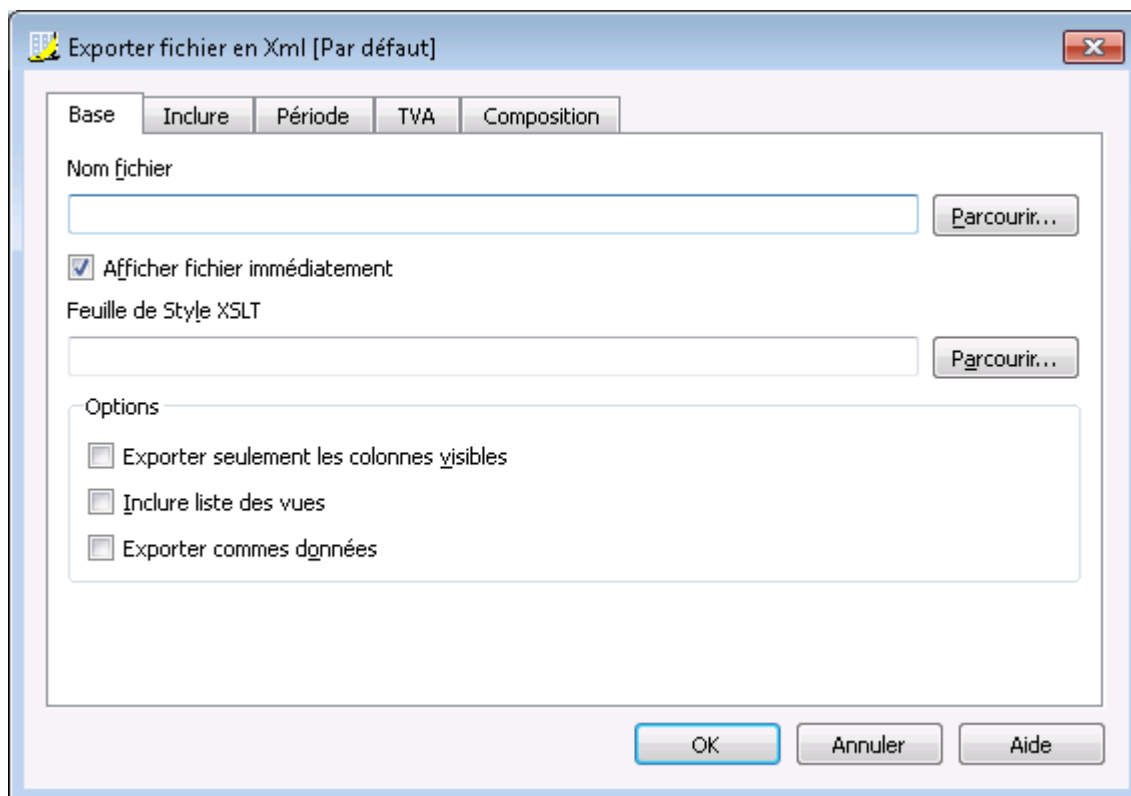 Exporter fichier en Xml [Par défaut]
Base Inclure Période TVA Composition
Nom fichier
Parcourir...
Afficher fichier immédiatement
Feuille de Style XSLT
Parcourir...
Options
Exporter seulement les colonnes visibles
Inclure liste des vues
Exporter commes données
OK Annuler Aide